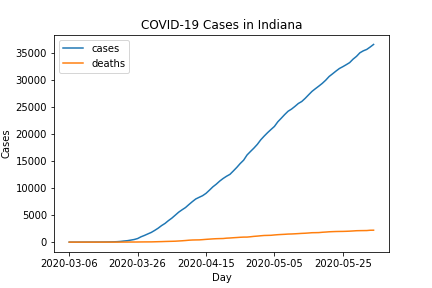 COVID-19 Cases in Indiana
cases
deaths
35000
30000
25000
20000
15000
10000
5000
0
Cases
2020-03-06 2020-03-26 2020-04-15 2020-05-05 2020-05-25
Day